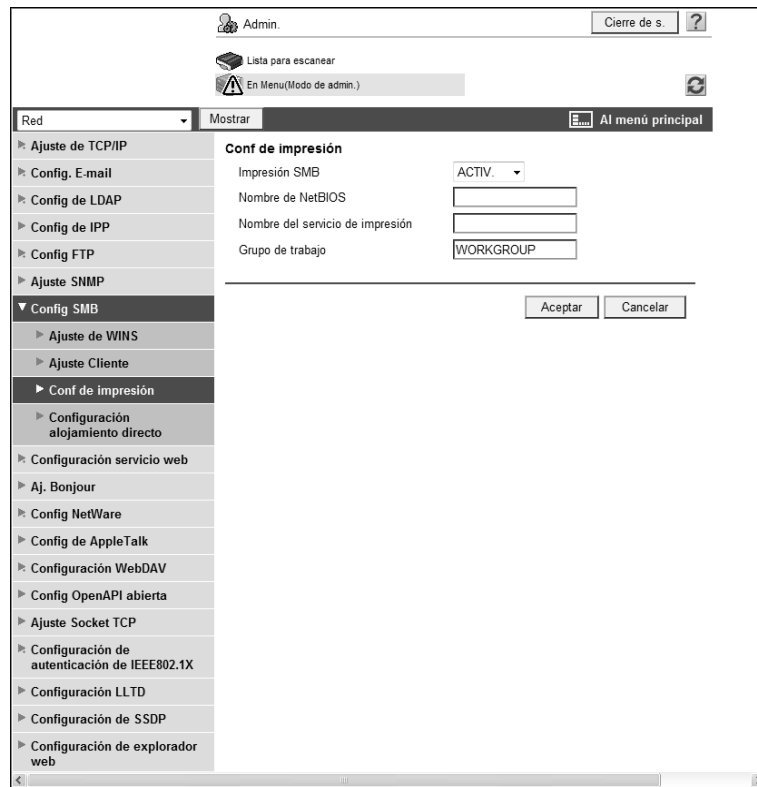 Admin.
Cierre de s.
?
Lista para escanear
En Menu(Modo de admin.)
Red
Mostrar
Al menú principal
Ajuste de TCP/IP
Config. E-mail
Config de LDAP
Config de IPP
Config FTP
Ajuste SNMP
Config SMB
Ajuste de WINS
Ajuste Cliente
Conf de impresión
Configuración
alojamiento directo
Configuración servicio web
Aj. Bonjour
Config NetWare
Config de AppleTalk
Configuración WebDAV
Config OpenAPI abierta
Ajuste Socket TCP
Configuración de
autenticación de IEEE802.1X
Configuración LLTD
Configuración de SSDP
Configuración de explorador
web
Conf de impresión
Impresión SMB ACTIV.
Nombre de NetBIOS
Nombre del servicio de impresión
Grupo de trabajo WORKGROUP
Aceptar Cancelar